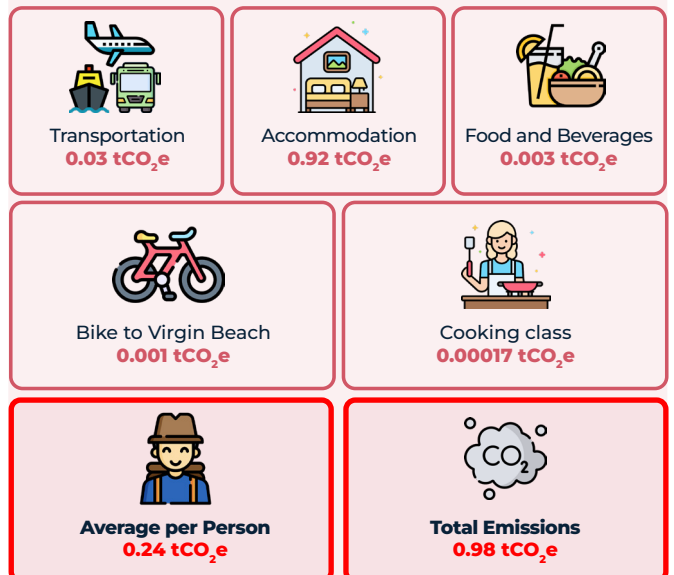 Transportation
0.03 tCO₂e
Accommodation
0.92 tCO₂e
Food and Beverages
0.003 tCO₂e
Bike to Virgin Beach
0.001 tCO₂e
Cooking class
0.00017 tCO₂e
Average per Person
0.24 tCO₂e
CO₂
Total Emissions
0.98 tCO₂e